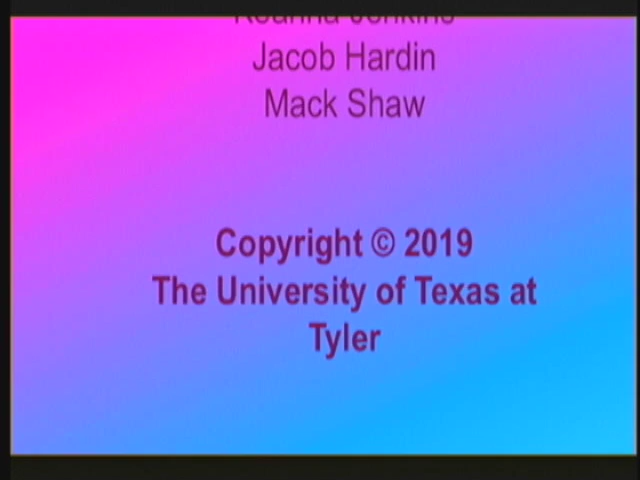 Jacob Hardin
Mack Shaw
Copyright © 2019
The University of Texas at
Tyler